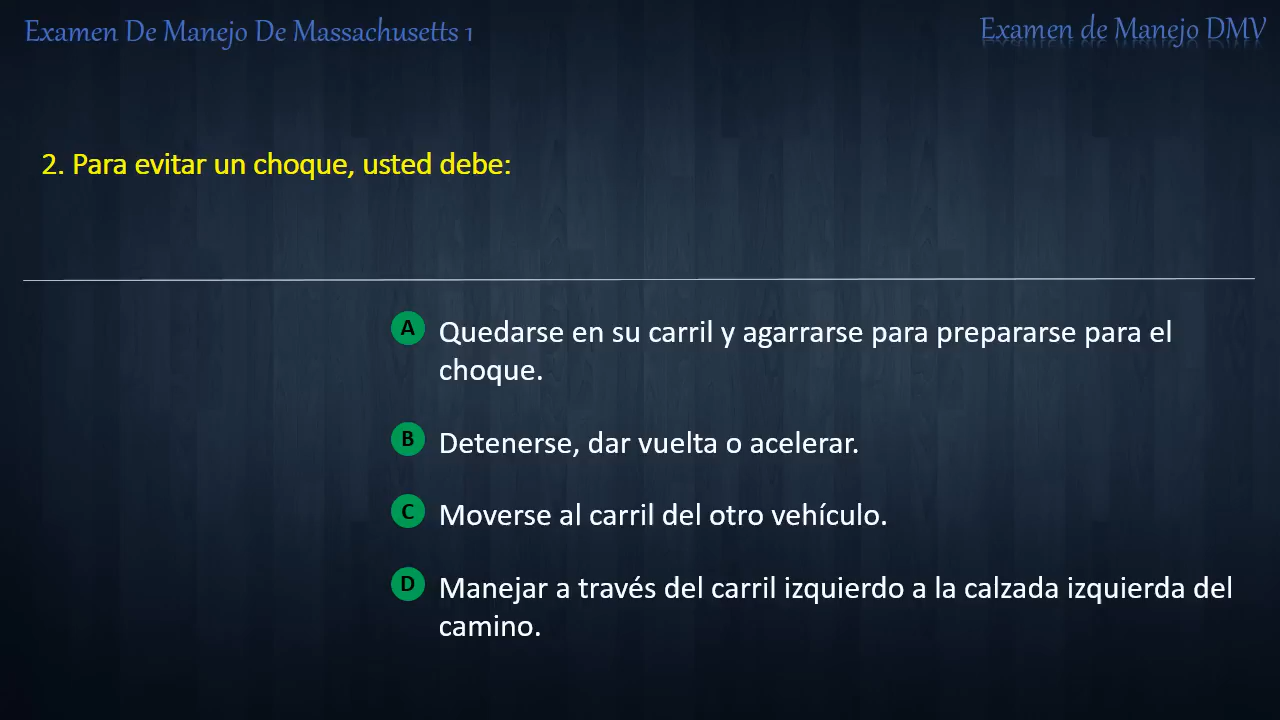 Examen De Manejo De Massachusetts 1
Examen de Manejo DMV
2. Para evitar un choque, usted debe:
A Quedarse en su carril y agarrarse para prepararse para el
choque.
B Detenerse, dar vuelta o acelerar.
C Moverse al carril del otro vehículo.
D Manejar a través del carril izquierdo a la calzada izquierda del
camino.